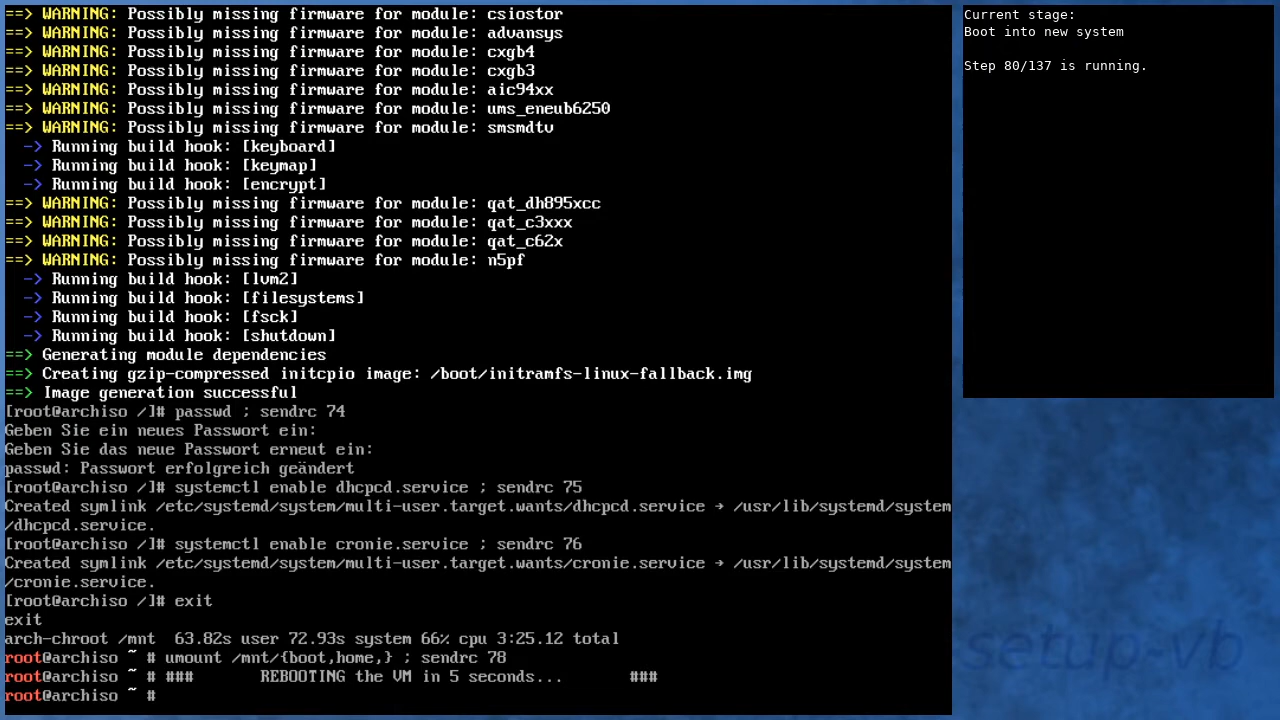 ==> WARNING: Possibly missing firmware for module: csiostor
==> WARNING: Possibly missing firmware for module: advansys
==> WARNING: Possibly missing firmware for module: cxgb4
==> WARNING: Possibly missing firmware for module: cxgb3
==> WARNING: Possibly missing firmware for module: aic94xx
==> WARNING: Possibly missing firmware for module: ums_eneub6250
==> WARNING: Possibly missing firmware for module: smsmdtv
-> Running build hook: [keyboard]
-> Running build hook: [keymap]
-> Running build hook: [encrypt]
==> WARNING: Possibly missing firmware for module: qat_dh895xcc
==> WARNING: Possibly missing firmware for module: qat_c3xxx
==> WARNING: Possibly missing firmware for module: qat_c62x
==> WARNING: Possibly missing firmware for module: n5pf
-> Running build hook: [lvm2]
-> Running build hook: [filesystems]
-> Running build hook: [fsck]
-> Running build hook: [shutdown]
==> Generating module dependencies
==> Creating gzip-compressed initcpio image: /boot/initramfs-linux-fallback.img
==> Image generation successful
[root@archiso /]# passwd ; sendrc 74
Geben Sie ein neues Passwort ein:
Geben Sie das neue Passwort erneut ein:
passwd: Passwort erfolgreich geändert
[root@archiso /]# systemctl enable dhcpcd.service ; sendrc 75
Created symlink /etc/systemd/system/multi-user.target.wants/dhcpcd.service → /usr/lib/systemd/system
/dhcpcd.service.
[root@archiso /]# systemctl enable cronie.service ; sendrc 76
Created symlink /etc/systemd/system/multi-user.target.wants/cronie.service → /usr/lib/systemd/system
/cronie.service.
[root@archiso /]# exit
exit
arch-chroot /mnt  63.82s user 72.93s system 66% cpu 3:25.12 total
root@archiso ~ # umount /mnt/{boot,home,} ; sendrc 78
root@archiso ~ # ###       REBOOTING the VM in 5 seconds...       ###
root@archiso ~ #
Current stage:
Boot into new system
Step 80/137 is running.
setup-vb